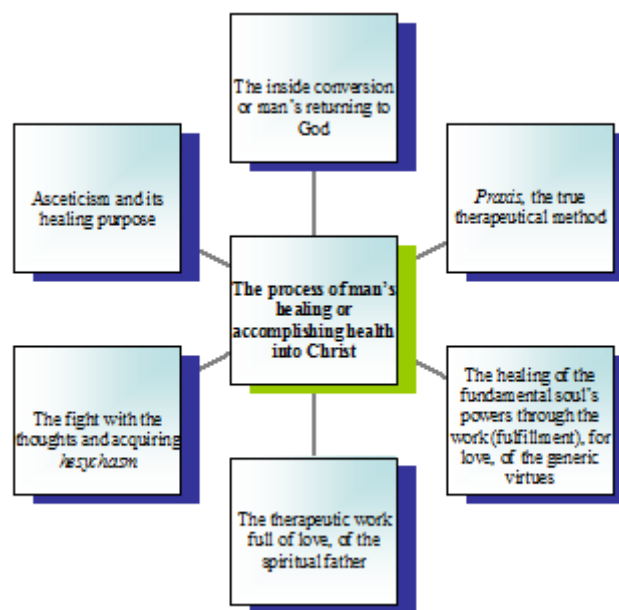 The inside conversion
or man's returning to
God
Asceticism and its
healing purpose
Praxis, the true
therapeutical method
The process of man's
healing or
accomplishing health
into Christ
The fight with the
thoughts and acquiring
hesychasm
The healing of the
fundamental soul's
powers through the
work (fulfillment), for
love, of the generic
virtues
The therapeutic work
full of love, of the
spiritual father